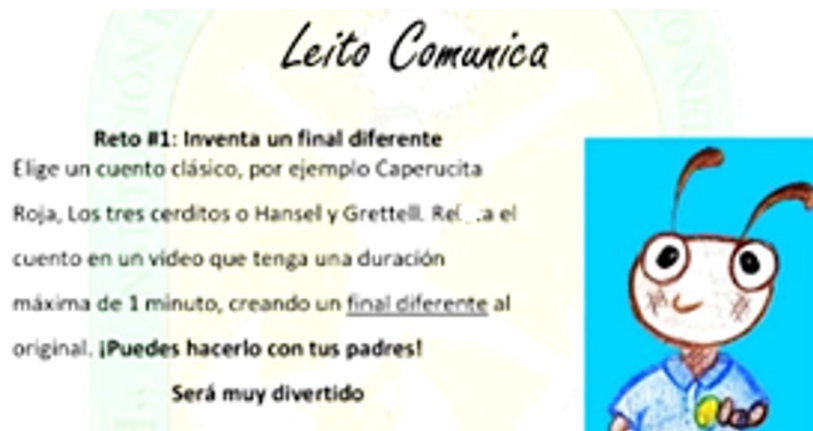 Leito Comunica
Reto #1: Inventa un final diferente
Elige un cuento clásico, por ejemplo Caperucita
Roja, Los tres cerditos o Hansel y Grettell. el
cuento en un video que tenga una duración
máxima de 1 minuto, creando un final diferente al
original. ¡Puedes hacerlo con tus padres!
Será muy divertido